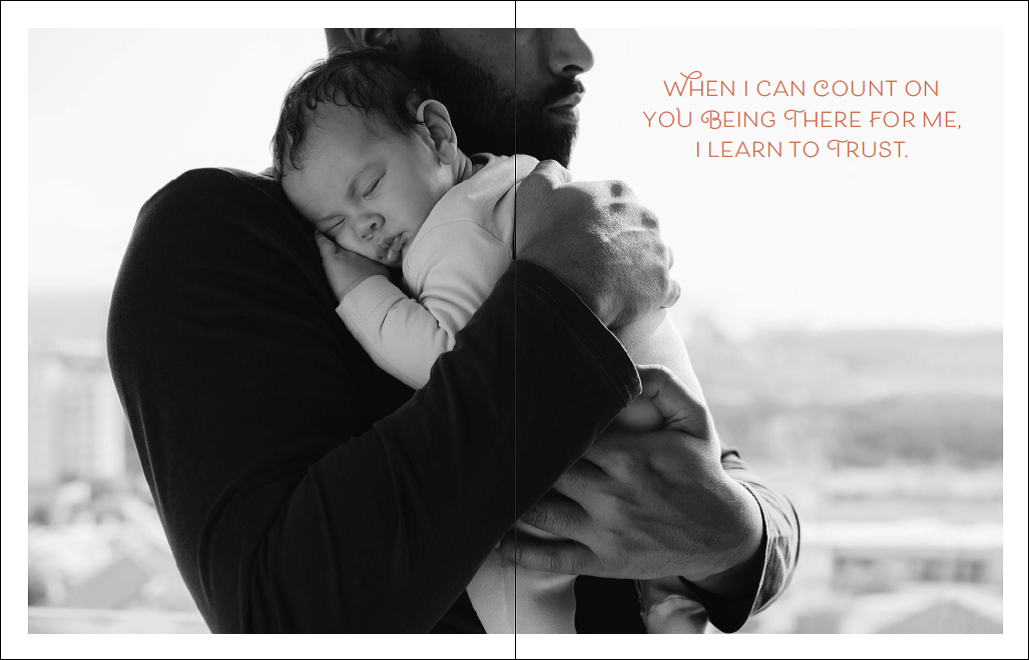 WHEN I CAN COUNT ON
YOU BEING THERE FOR ME,
I LEARN TO TRUST.